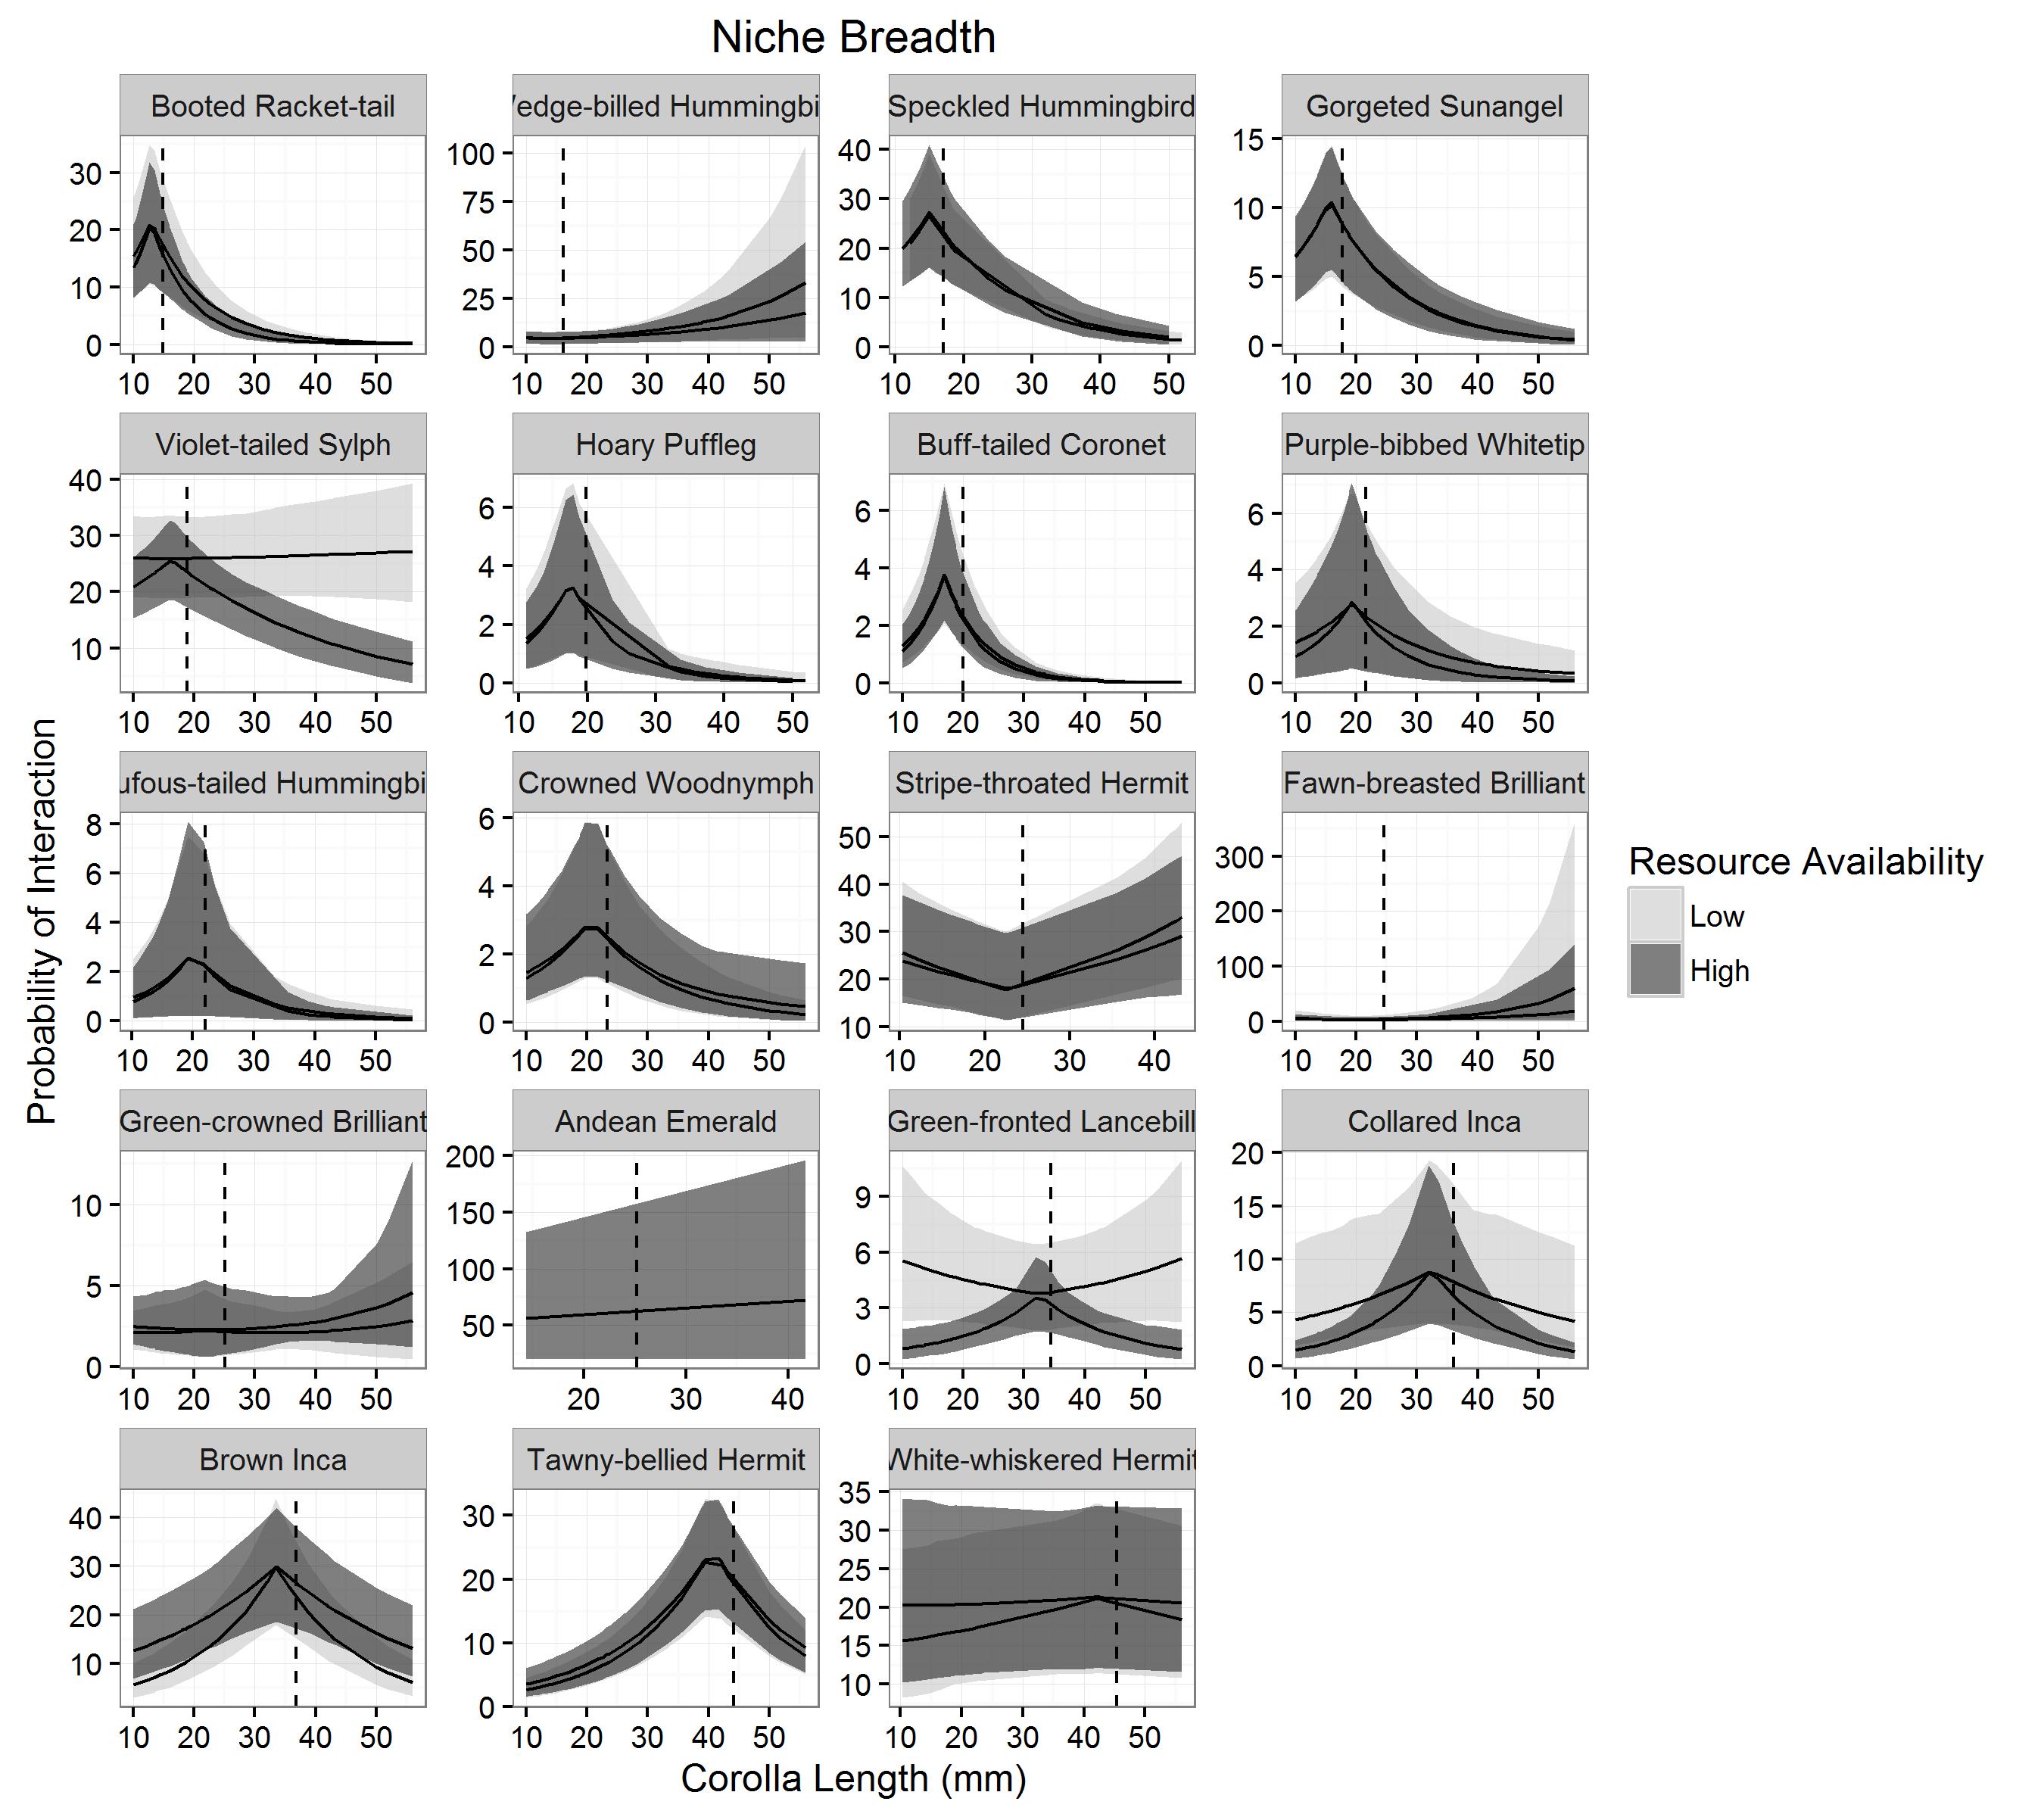 Niche Breadth
Booted Racket-tail
edge-billed Hummingbi
Speckled Hummingbird
Gorgeted Sunangel
30
20
10
0
100
75
50
25
0
40
30
20
10
0
15
10
5
0
10 20 30 40 50
10 20 30 40 50
10 20 30 40 50
10 20 30 40 50
Violet-tailed Sylph
Hoary Puffleg
Buff-tailed Coronet
Purple-bibbed Whitetip
40
30
20
10
6
4
2
0
6
4
2
0
6
4
2
0
10 20 30 40 50
10 20 30 40 50
10 20 30 40 50
10 20 30 40 50
ufous-tailed Hummingbi
Crowned Woodnymph
Stripe-throated Hermit
Fawn-breasted Brilliant
8
6
4
2
0
6
4
2
0
50
40
30
20
10
300
200
100
0
10 20 30 40 50
10 20 30 40 50
10 20 30 40
10 20 30 40 50
Green-crowned Brilliant
Andean Emerald
Green-fronted Lancebill
Collared Inca
10
5
0
200
150
100
50
9
6
3
0
20
15
10
5
0
10 20 30 40 50
20 30 40
10 20 30 40 50
10 20 30 40 50
Brown Inca
Tawny-bellied Hermit
White-whiskered Hermit
40
30
20
10
30
20
10
0
35
30
25
20
15
10
10 20 30 40 50
10 20 30 40 50
10 20 30 40 50
Probability of Interaction
Corolla Length (mm)
Resource Availability
Low
High